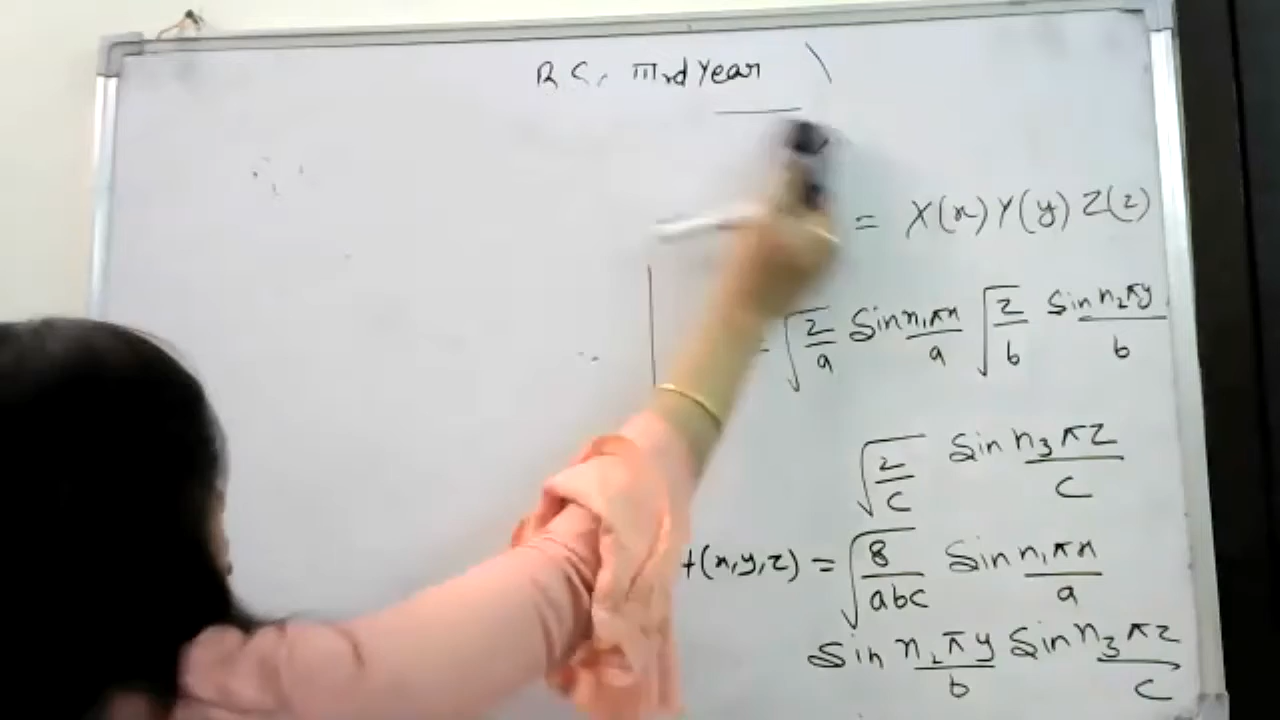 IIIrd Year
= X(x) Y(y) Z(z)
√2/a Sin n₁πx/a √2/b Sin n₂πy/b
√2/c Sin n₃πz/c
(x,y,z) = √8/abc Sin n₁πx/a
Sin n₂πy/b Sin n₃πz/c